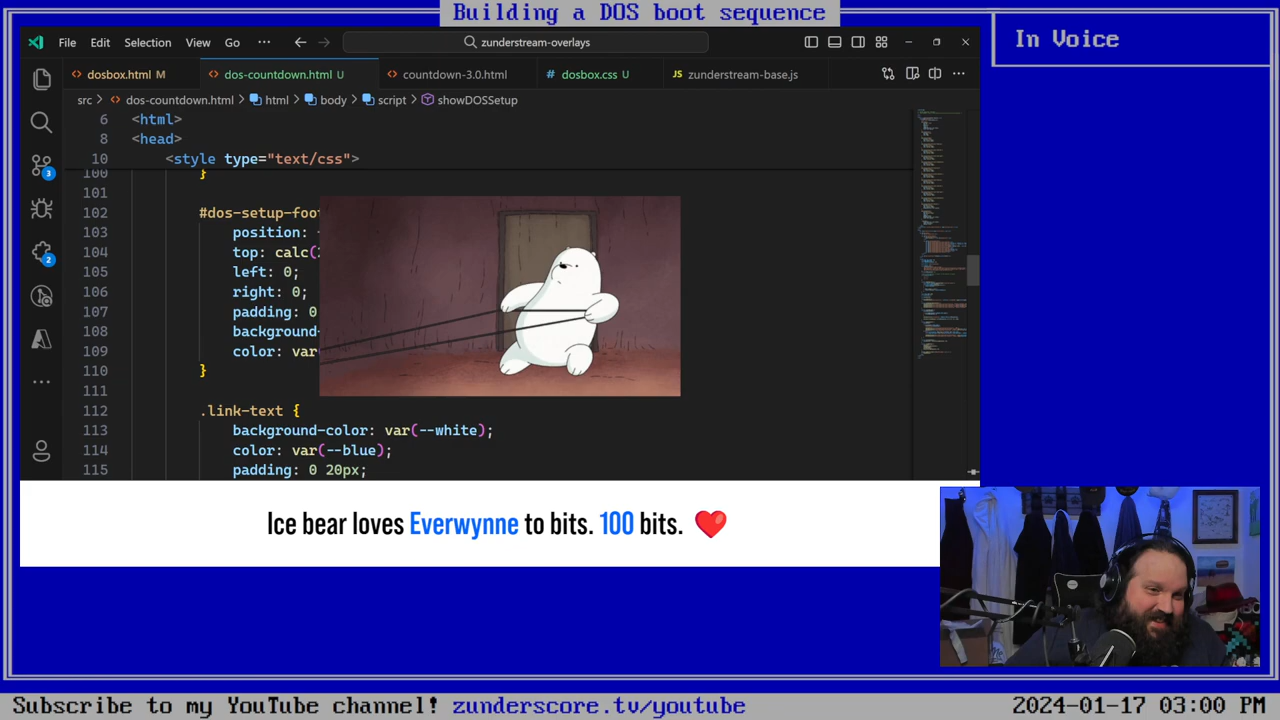 Building a DOS boot sequence
In Voice
File Edit Selection View Go ··· zunderstream-overlays
dosbox.html M dos-countdown.html U countdown-3.0.html dosbox.css U zunderstream-base.js
src > dos-countdown.html > html > body > script > showDOSSetup
6 <html>
8 <head>
10 <style type="text/css">
100 }
101
102 #dos-setup-foot
103 position:
104 top: calc(
105 left: 0;
106 right: 0;
107 padding: 0
108 background-
109 color: var
110 }
111
112 .link-text {
113 background-color: var(--white);
114 color: var(--blue);
115 padding: 0 20px;
3
2
Ice bear loves Everwynne to bits. 100 bits. ❤️
Subscribe to my YouTube channel! zunderscore.tv/youtube 2024-01-17 03:00 PM